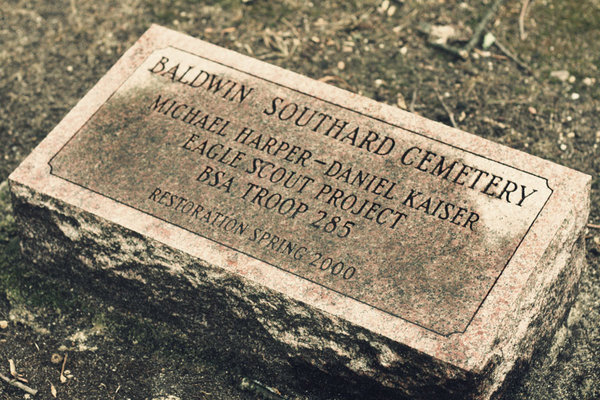 BALDWIN SOUTHARD CEMETERY
MICHAEL HARPER-DANIEL KAISER
EAGLE SCOUT PROJECT
BSA TROOP 285
RESTORATION SPRING 2000